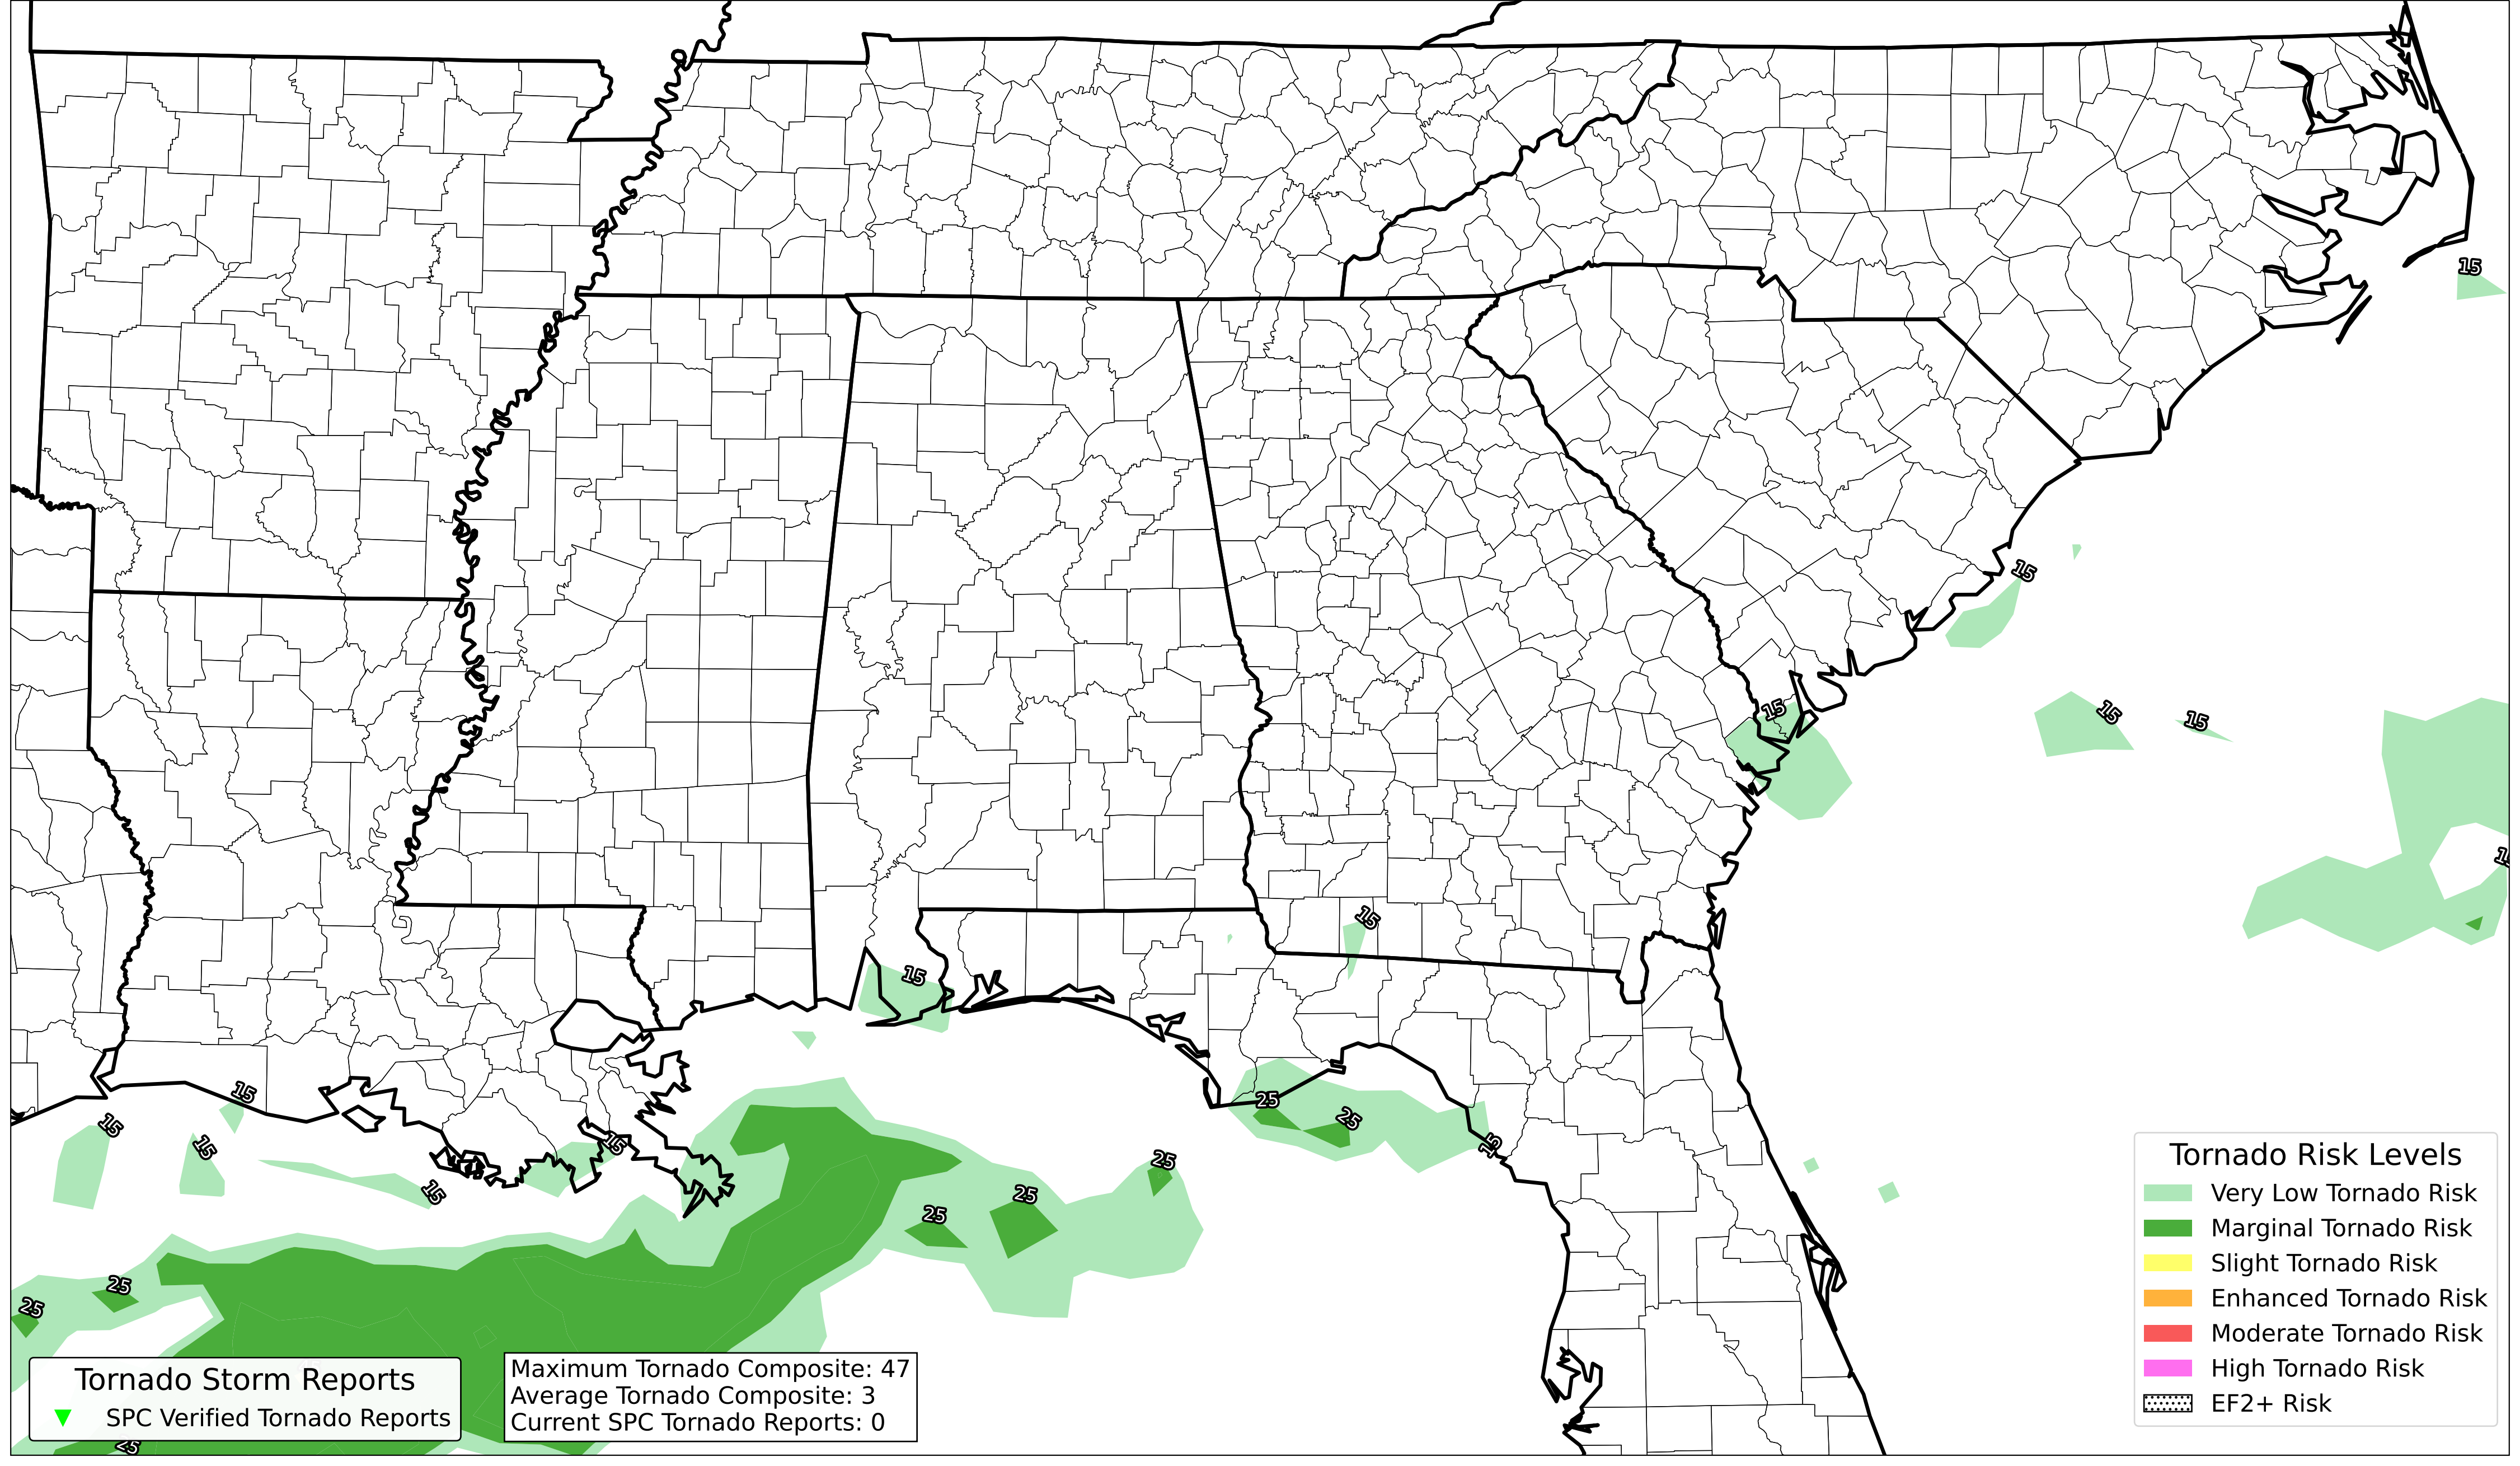 15
15
15
15
15
15
15
15
25
25
15
15
15
15
15
25
25
25
25
25
25
Tornado Risk Levels
Very Low Tornado Risk
Marginal Tornado Risk
Slight Tornado Risk
Enhanced Tornado Risk
Moderate Tornado Risk
High Tornado Risk
EF2+ Risk
Tornado Storm Reports
SPC Verified Tornado Reports
Maximum Tornado Composite: 47
Average Tornado Composite: 3
Current SPC Tornado Reports: 0